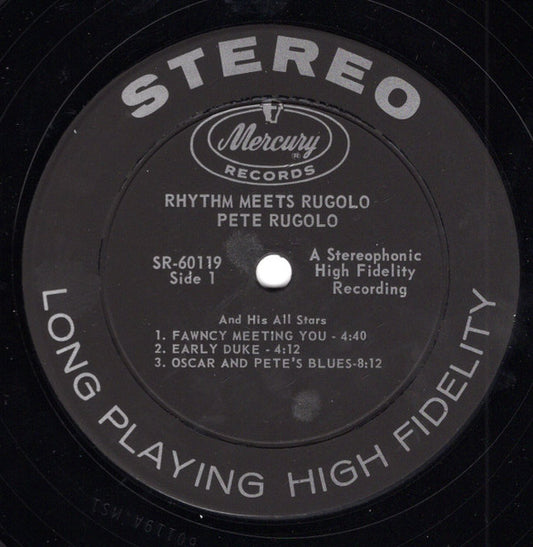 STEREO
Mercury
®
RECORDS
RHYTHM MEETS RUGOLO
PETE RUGOLO
SR-60119
Side 1
A Stereophonic
High Fidelity
Recording
And His All Stars
1. FAWNCY MEETING YOU - 4:40
2. EARLY DUKE - 4:12
3. OSCAR AND PETE'S BLUES-8:12
LONG PLAYING HIGH FIDELITY